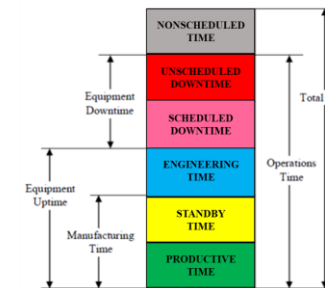 NONSCHEDULED
TIME
UNSCHEDULED
DOWNTIME
Equipment
Downtime
Total
SCHEDULED
DOWNTIME
ENGINEERING
TIME
Operations
Time
Equipment
Uptime
STANDBY
TIME
Manufacturing
Time
PRODUCTIVE
TIME